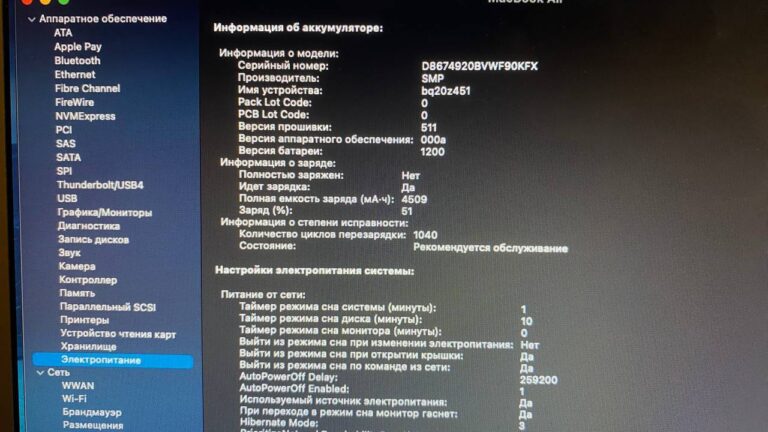 MacBook Air
Аппаратное обеспечение
ATA
Apple Pay
Bluetooth
Ethernet
Fibre Channel
FireWire
NVMExpress
PCI
SAS
SATA
SPI
Thunderbolt/USB4
USB
Графика/Мониторы
Диагностика
Запись дисков
Звук
Камера
Контроллер
Память
Параллельный SCSI
Принтеры
Устройство чтения карт
Хранилище
Электропитание
Сеть
WWAN
Wi-Fi
Брандмауэр
Размещения
Информация об аккумуляторе:
Информация о модели:
Серийный номер: D8674920BVWF90KFX
Производитель: SMP
Имя устройства: bq20z451
Pack Lot Code: 0
PCB Lot Code: 0
Версия прошивки: 511
Версия аппаратного обеспечения: 000a
Версия батареи: 1200
Информация о заряде:
Полностью заряжен: Нет
Идет зарядка: Да
Полная емкость заряда (мА·ч): 4509
Заряд (%): 51
Информация о степени исправности:
Количество циклов перезарядки: 1040
Состояние: Рекомендуется обслуживание
Настройки электропитания системы:
Питание от сети:
Таймер режима сна системы (минуты): 1
Таймер режима сна диска (минуты): 10
Таймер режима сна монитора (минуты): 0
Выйти из режима сна при изменении электропитания: Нет
Выйти из режима сна при открытии крышки: Да
Выйти из режима сна по команде из сети: Да
AutoPowerOff Delay: 259200
AutoPowerOff Enabled: 1
Используемый источник электропитания: Да
При переходе в режим сна монитор гаснет: Да
Hibernate Mode: 3